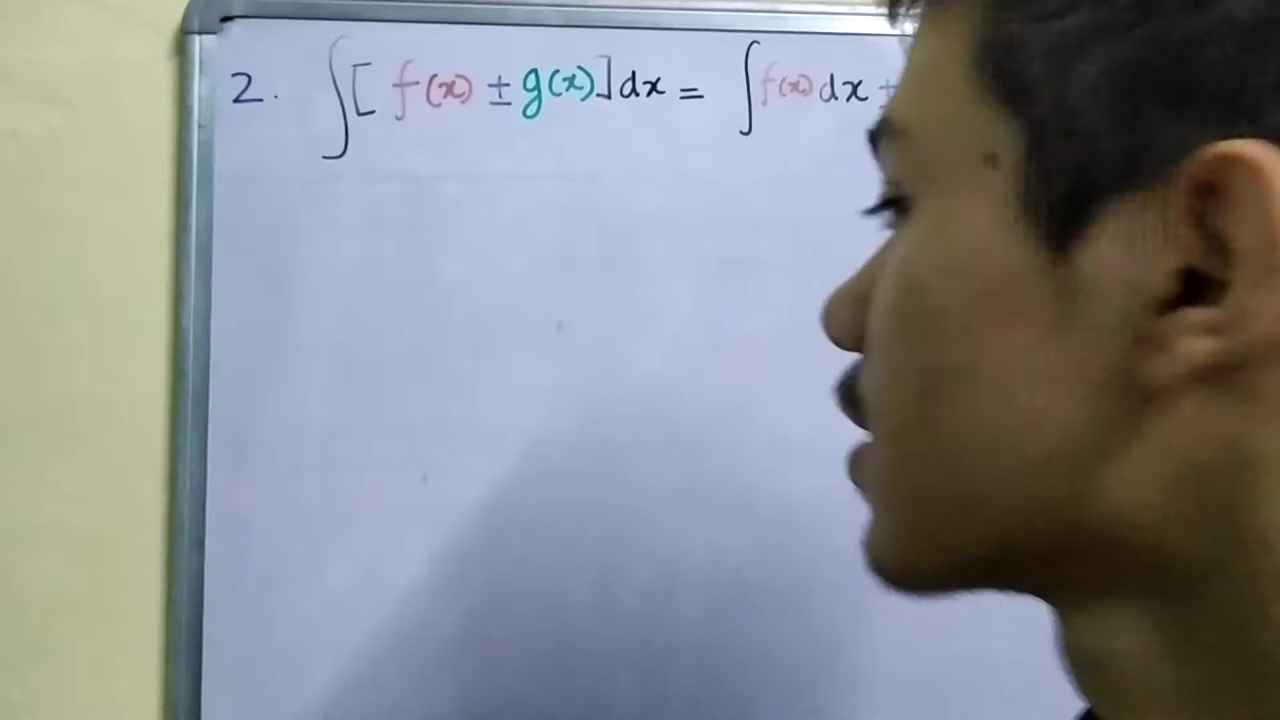 2. ∫[ f(x) ± g(x)]dx = ∫f(x)dx